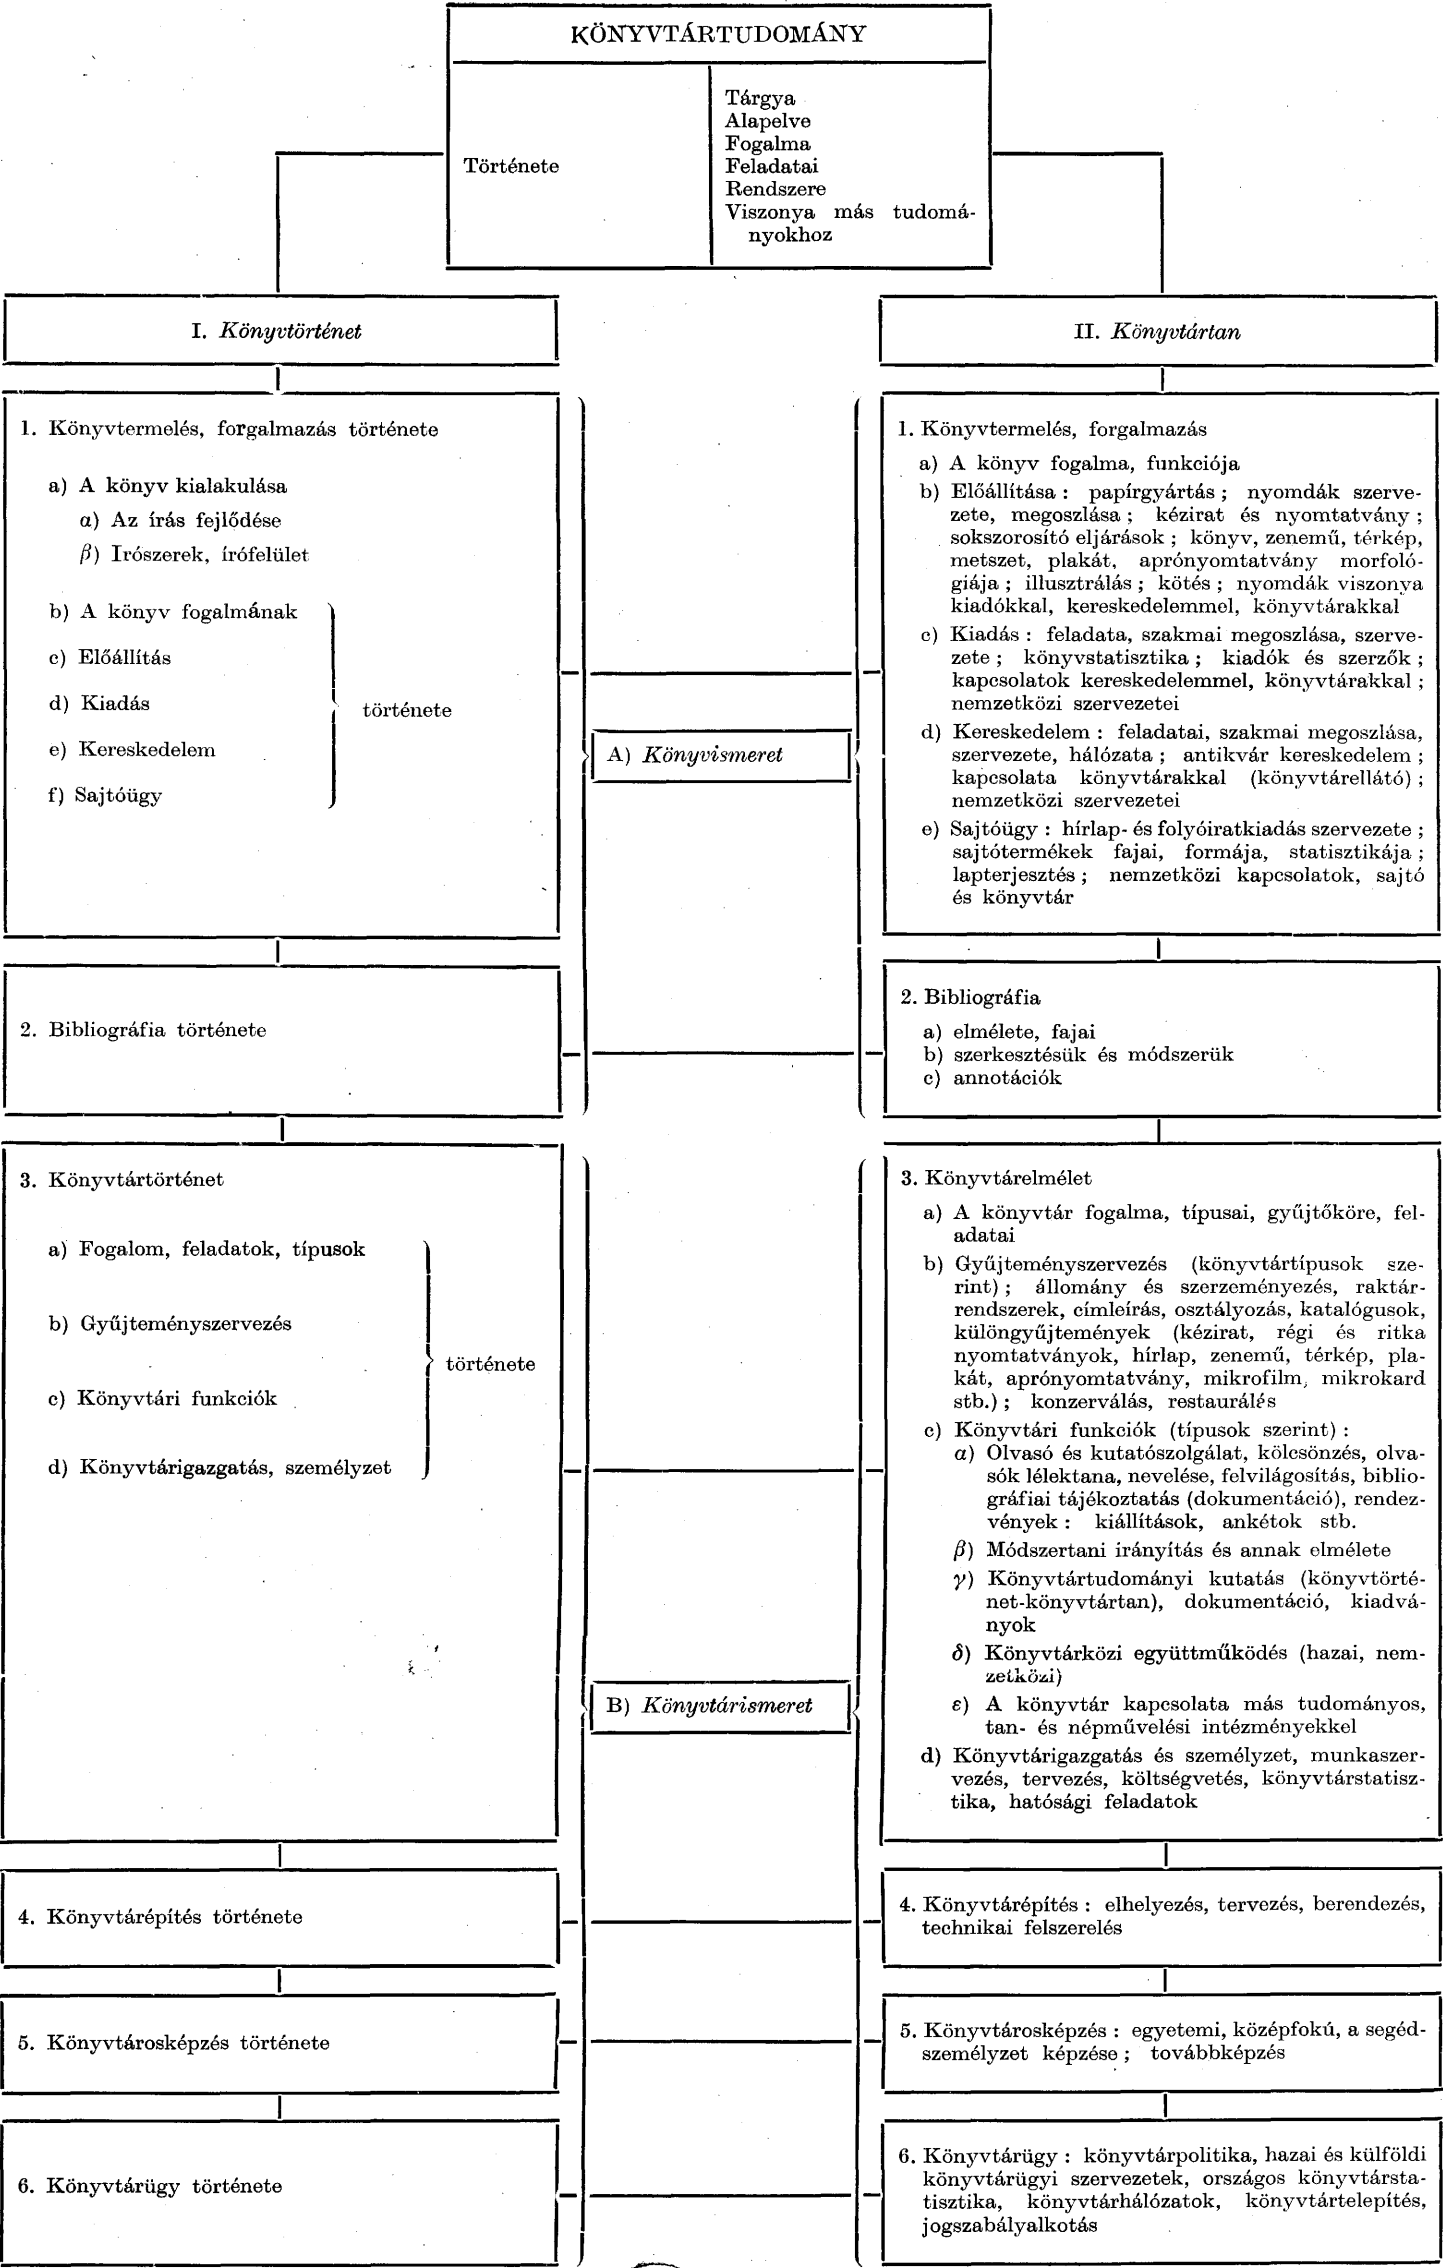 KÖNYVTÁRTUDOMÁNY
Története
Tárgya
Alapelve
Fogalma
Feladatai
Rendszere
Viszonya más tudomá-
nyokhoz
I. Könyvtörténet
1. Könyvtermelés, forgalmazás története
a) A könyv kialakulása
α) Az írás fejlődése
β) Irószerek, írófelület
b) A könyv fogalmának
c) Előállítás
d) Kiadás
e) Kereskedelem
f) Sajtóügy
története
2. Bibliográfia története
3. Könyvtártörténet
a) Fogalom, feladatok, típusok
b) Gyűjteményszervezés
c) Könyvtári funkciók
d) Könyvtárigazgatás, személyzet
története
4. Könyvtárépítés története
5. Könyvtárosképzés története
6. Könyvtárügy története
A) Könyvismeret
B) Könyvtárismeret
II. Könyvtártan
1. Könyvtermelés, forgalmazás
a) A könyv fogalma, funkciója
b) Előállítása : papírgyártás ; nyomdák szerve-
zete, megoszlása ; kézirat és nyomtatvány ;
sokszorosító eljárások ; könyv, zenemű, térkép,
metszet, plakát, aprónyomtatvány morfoló-
giája ; illusztrálás ; kötés ; nyomdák viszonya
kiadókkal, kereskedelemmel, könyvtárakkal
c) Kiadás : feladata, szakmai megoszlása, szerve-
zete ; könyvstatisztika ; kiadók és szerzők ;
kapcsolatok kereskedelemmel, könyvtárakkal ;
nemzetközi szervezetei
d) Kereskedelem : feladatai, szakmai megoszlása,
szervezete, hálózata ; antikvár kereskedelem ;
kapcsolata könyvtárakkal (könyvtárellátó) ;
nemzetközi szervezetei
e) Sajtóügy : hírlap- és folyóiratkiadás szervezete ;
sajtótermékek fajai, formája, statisztikája ;
lapterjesztés ; nemzetközi kapcsolatok, sajtó
és könyvtár
2. Bibliográfia
a) elmélete, fajai
b) szerkesztésük és módszerük
c) annotációk
3. Könyvtárelmélet
a) A könyvtár fogalma, típusai, gyűjtőköre, fel-
adatai
b) Gyűjteményszervezés (könyvtártípusok sze-
rint) ; állomány és szerzeményezés, raktár-
rendszerek, címleírás, osztályozás, katalógusok,
különgyűjtemények (kézirat, régi és ritka
nyomtatványok, hírlap, zenemű, térkép, pla-
kát, aprónyomtatvány, mikrofilm, mikrokard
stb.) ; konzerválás, restaurálés
c) Könyvtári funkciók (típusok szerint) :
α) Olvasó és kutatószolgálat, kölcsönzés, olva-
sók lélektana, nevelése, felvilágosítás, biblio-
gráfiai tájékoztatás (dokumentáció), rendez-
vények : kiállítások, ankétok stb.
β) Módszertani irányítás és annak elmélete
γ) Könyvtártudományi kutatás (könyvtörté-
net-könyvtártan), dokumentáció, kiadvá-
nyok
δ) Könyvtárközi együttműködés (hazai, nem-
zetközi)
ε) A könyvtár kapcsolata más tudományos,
tan- és népművelési intézményekkel
d) Könyvtárigazgatás és személyzet, munkaszer-
vezés, tervezés, költségvetés, könyvtárstatisz-
tika, hatósági feladatok
4. Könyvtárépítés : elhelyezés, tervezés, berendezés,
technikai felszerelés
5. Könyvtárosképzés : egyetemi, középfokú, a segéd-
személyzet képzése ; továbbképzés
6. Könyvtárügy : könyvtárpolitika, hazai és külföldi
könyvtárügyi szervezetek, országos könyvtársta-
tisztika, könyvtárhálózatok, könyvtártelepítés,
jogszabályalkotás